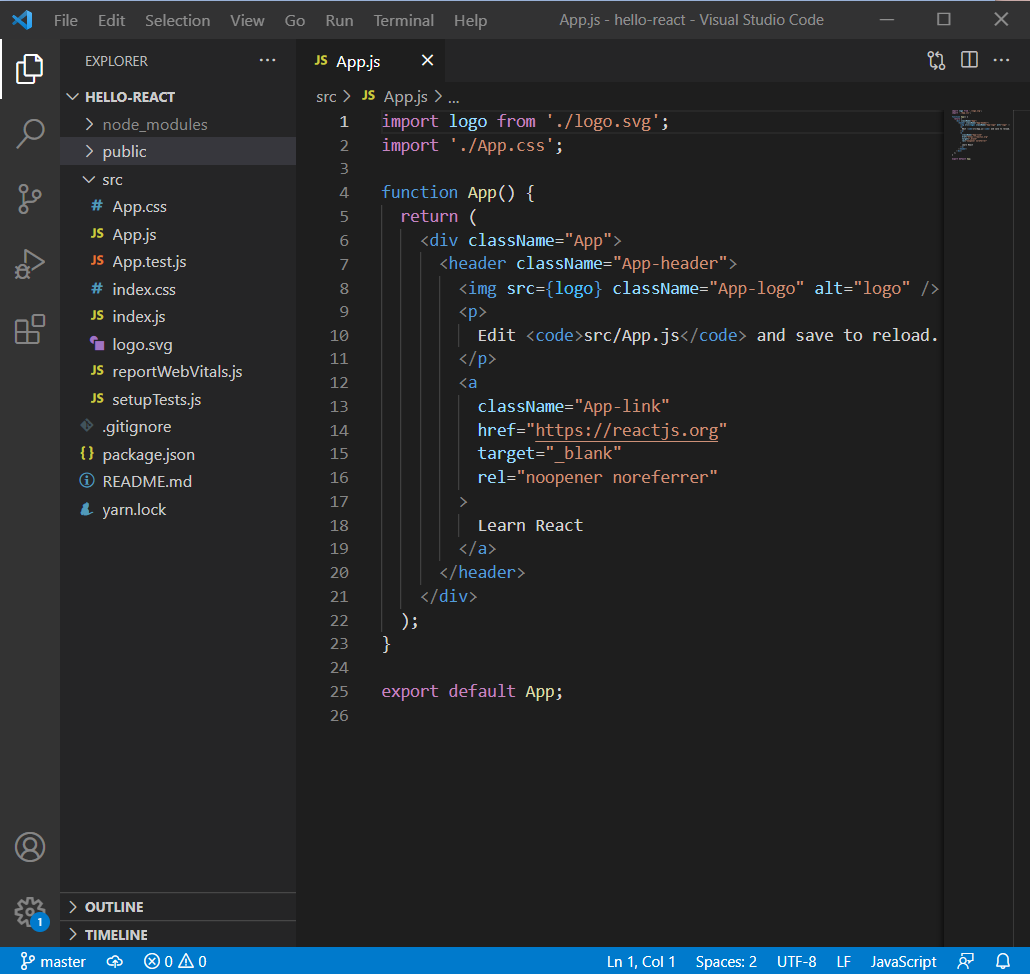 File Edit Selection View Go Run Terminal Help App.js - hello-react - Visual Studio Code
EXPLORER
HELLO-REACT
node_modules
public
src
# App.css
JS App.js
JS App.test.js
# index.css
JS index.js
logo.svg
JS reportWebVitals.js
JS setupTests.js
.gitignore
{} package.json
README.md
yarn.lock
OUTLINE
TIMELINE
1
JS App.js
src > JS App.js > ...
1 import logo from './logo.svg';
2 import './App.css';
3
4 function App() {
5 return (
6 <div className="App">
7 <header className="App-header">
8 <img src={logo} className="App-logo" alt="logo" />
9 <p>
10 Edit <code>src/App.js</code> and save to reload.
11 </p>
12 <a
13 className="App-link"
14 href="https://reactjs.org"
15 target="_blank"
16 rel="noopener noreferrer"
17 >
18 Learn React
19 </a>
20 </header>
21 </div>
22 );
23 }
24
25 export default App;
26
master 0 0 Ln 1, Col 1 Spaces: 2 UTF-8 LF JavaScript